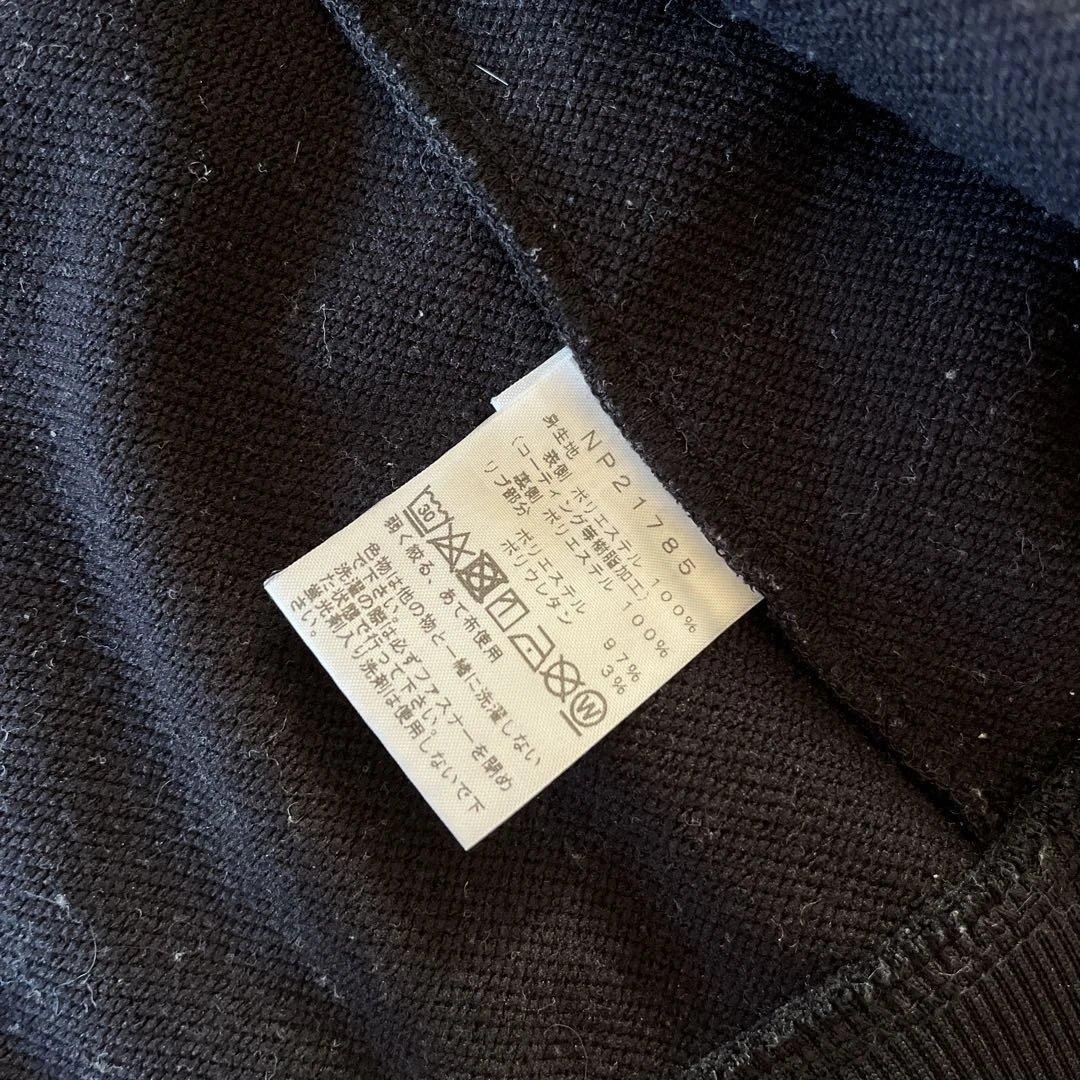 NP21785
身生地 表側 ポリエステル 100%
(コーティング等樹脂加工)
裏側 ポリエステル 100%
リブ部分 ポリエステル 97%
ポリウレタン 3%
30 W
弱く絞る、あて布使用
色物は他の物と一緒に洗濯しない
で下さい。
洗濯の際は必ずファスナーを閉め
た状態で行って下さい。
蛍光剤入り洗剤は使用しないで下
さい。